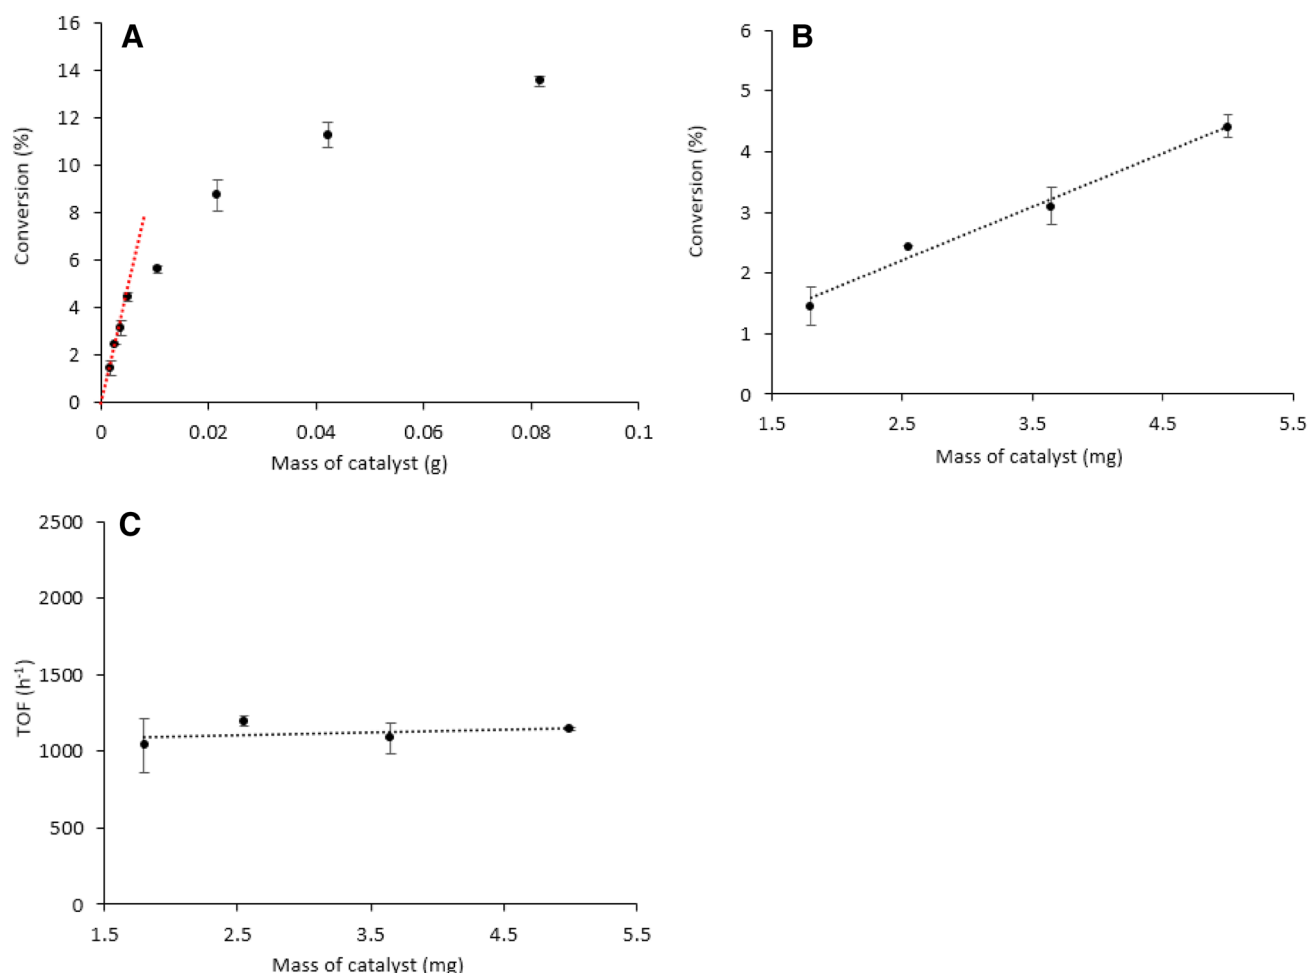 A
Conversion (%)
16
14
12
10
8
6
4
2
0
0 0.02 0.04 0.06 0.08 0.1
Mass of catalyst (g)
B
Conversion (%)
6
5
4
3
2
1
0
1.5 2.5 3.5 4.5 5.5
Mass of catalyst (mg)
C
TOF (h⁻¹)
2500
2000
1500
1000
500
0
1.5 2.5 3.5 4.5 5.5
Mass of catalyst (mg)